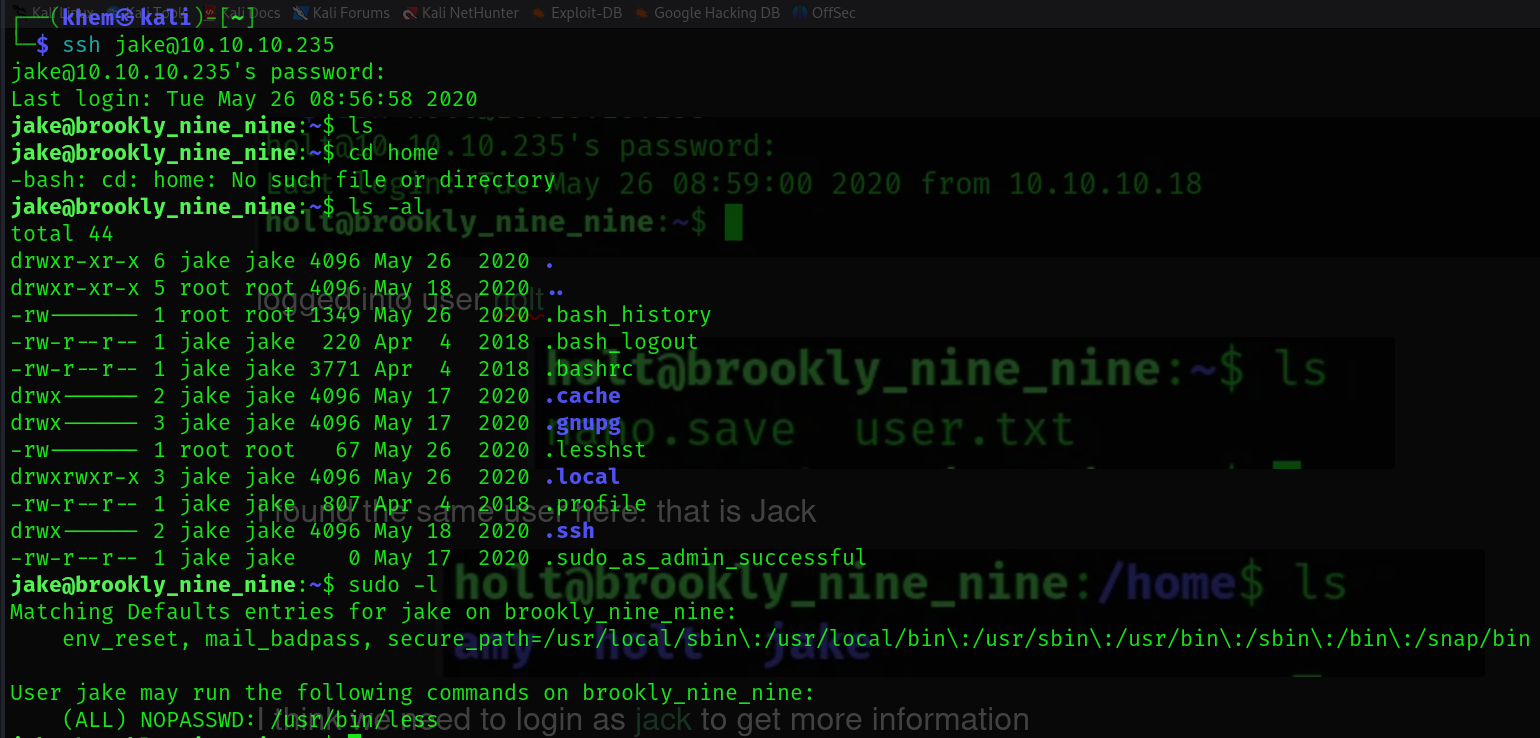 Kali Linux Kali Tools Kali Docs Kali Forums Kali NetHunter Exploit-DB Google Hacking DB OffSec
(khem㉿kali)-[~]
$ ssh jake@10.10.10.235
jake@10.10.10.235's password:
Last login: Tue May 26 08:56:58 2020
jake@brookly_nine_nine:~$ ls
holt@10.10.10.235's password:
jake@brookly_nine_nine:~$ cd home
-bash: cd: home: No such file or directory
Last login: Tue May 26 08:59:00 2020 from 10.10.10.18
jake@brookly_nine_nine:~$ ls -al
holt@brookly_nine_nine:~$
total 44
drwxr-xr-x 6 jake jake 4096 May 26  2020 .
drwxr-xr-x 5 root root 4096 May 18  2020 ..
logged into user holt
-rw------- 1 root root 1349 May 26  2020 .bash_history
-rw-r--r-- 1 jake jake  220 Apr  4  2018 .bash_logout
-rw-r--r-- 1 jake jake 3771 Apr  4  2018 .bashrc
holt@brookly_nine_nine:~$ ls
drwx------ 2 jake jake 4096 May 17  2020 .cache
drwx------ 3 jake jake 4096 May 17  2020 .gnupg
nano.save  user.txt
-rw------- 1 root root   67 May 26  2020 .lesshst
drwxrwxr-x 3 jake jake 4096 May 26  2020 .local
-rw-r--r-- 1 jake jake  807 Apr  4  2018 .profile
I found the same user here. that is Jack
drwx------ 2 jake jake 4096 May 18  2020 .ssh
-rw-r--r-- 1 jake jake    0 May 17  2020 .sudo_as_admin_successful
jake@brookly_nine_nine:~$ sudo -l
holt@brookly_nine_nine:/home$ ls
Matching Defaults entries for jake on brookly_nine_nine:
env_reset, mail_badpass, secure_path=/usr/local/sbin\:/usr/local/bin\:/usr/sbin\:/usr/bin\:/sbin\:/bin\:/snap/bin
amy  holt  jake
User jake may run the following commands on brookly_nine_nine:
(ALL) NOPASSWD: /usr/bin/less
I think we need to login as jack to get more information